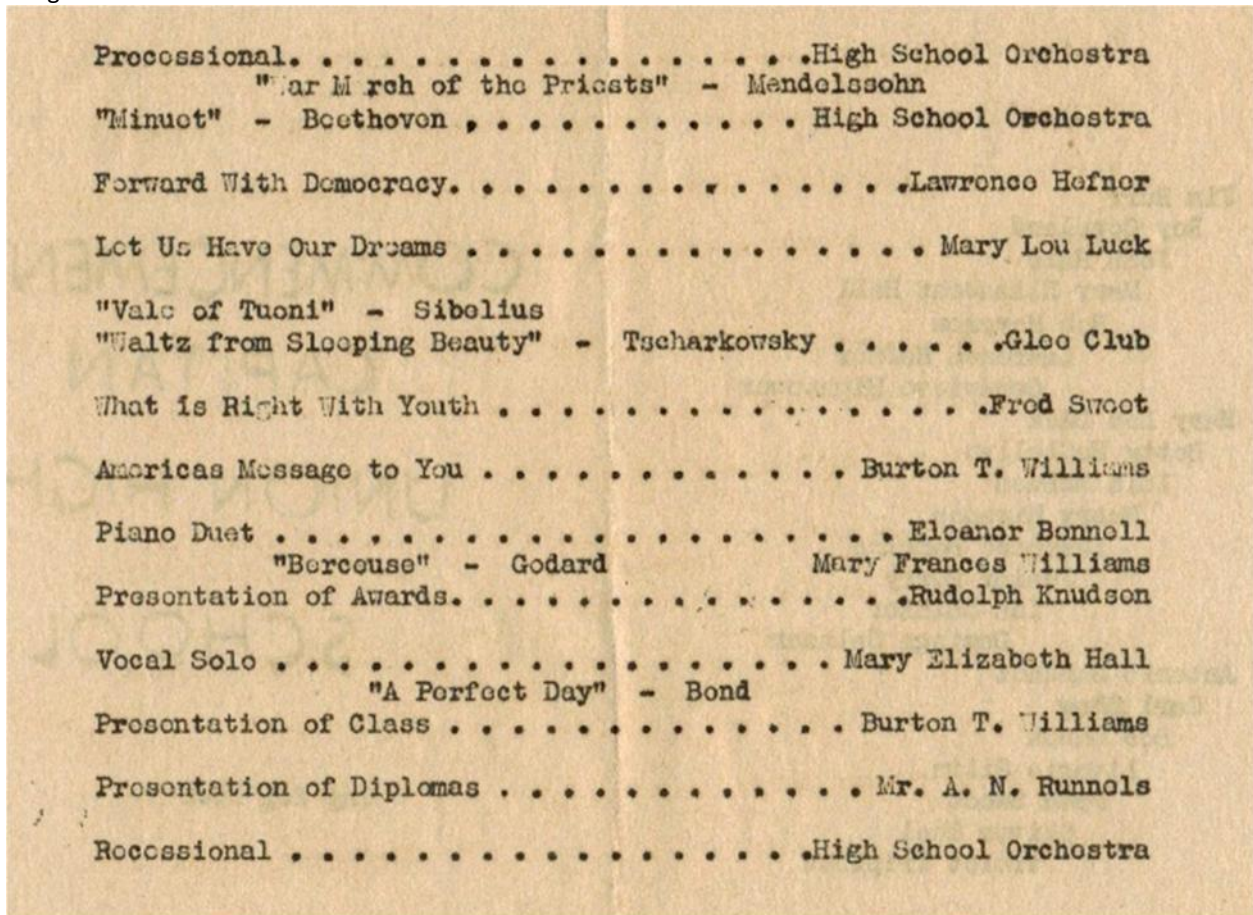 Processional. . . . . . . . . . . . . . . . .High School Orchestra
"War March of the Priests" - Mendelssohn
"Minuet" - Beethoven . . . . . . . . . . . . High School Orchestra
Forward With Democracy. . . . . . . . . . . . . . .Lawrence Hefner
Let Us Have Our Dreams . . . . . . . . . . . . . . . Mary Lou Luck
"Vale of Tuoni" - Sibelius
"Waltz from Sleeping Beauty" - Tscharkowsky . . . . . .Glee Club
What is Right With Youth . . . . . . . . . . . . . . . .Fred Sweet
Americas Message to You . . . . . . . . . . . . Burton T. Williams
Piano Duet . . . . . . . . . . . . . . . . . . . Eleanor Bonnell
"Berceuse" - Godard Mary Frances Williams
Presentation of Awards. . . . . . . . . . . . . . .Rudolph Knudson
Vocal Solo . . . . . . . . . . . . . . . . . Mary Elizabeth Hall
"A Perfect Day" - Bond
Presentation of Class . . . . . . . . . . . . . Burton T. Williams
Presentation of Diplomas . . . . . . . . . . . . Mr. A. N. Runnels
Recessional . . . . . . . . . . . . . . . . .High School Orchestra